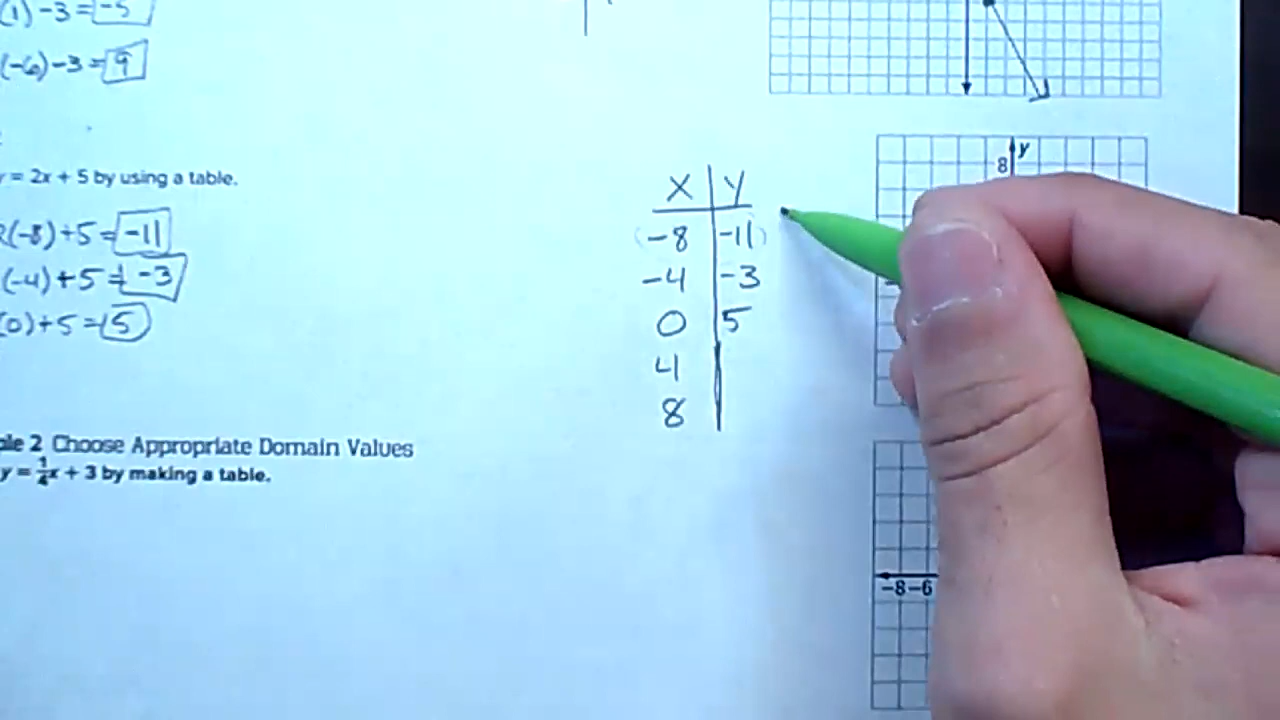 (1) -3 = -5
(-6) -3 = 9
y
8
= 2x + 5 by using a table.
X Y
2(-8)+5 = -11
-8 -11
(-4)+5 = -3
-4 -3
(0)+5 = 5
0 5
4
8
ple 2 Choose Appropriate Domain Values
y = 1/4x + 3 by making a table.
-8 -6